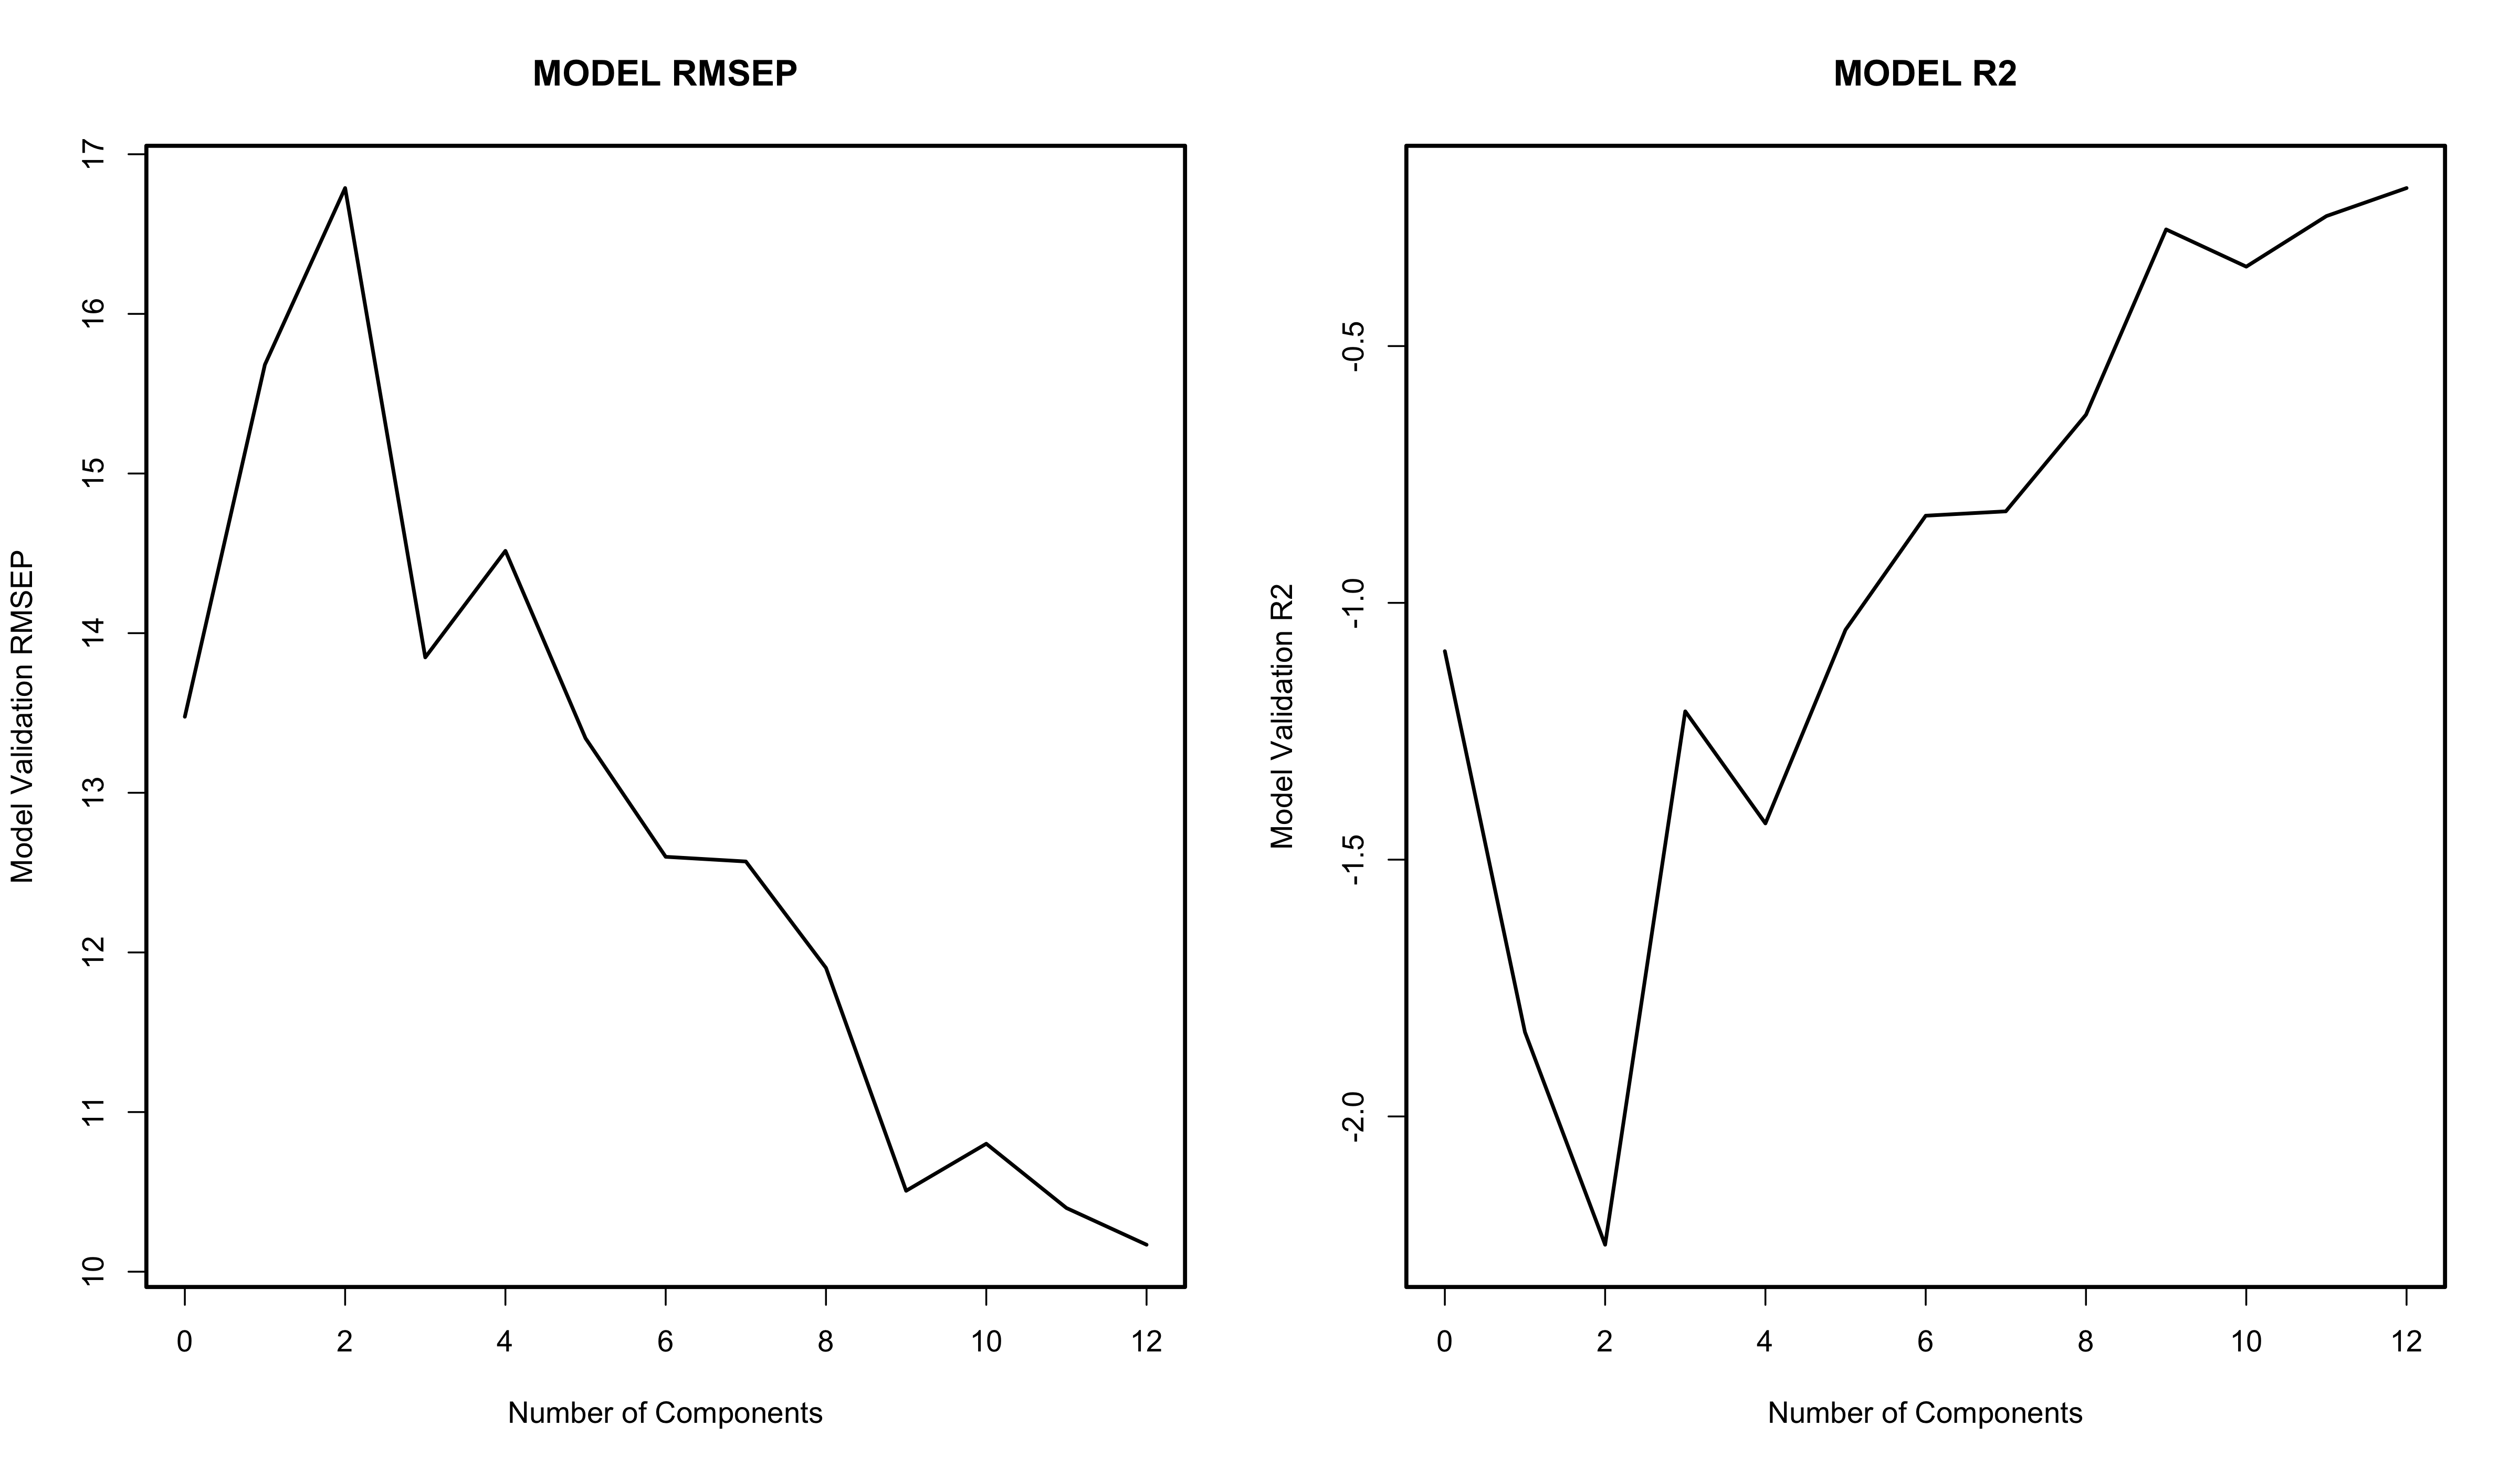 MODEL RMSEP
17
16
15
14
13
12
11
10
Model Validation RMSEP
0 2 4 6 8 10 12
Number of Components
MODEL R2
-0.5
-1.0
-1.5
-2.0
Model Validation R2
0 2 4 6 8 10 12
Number of Components